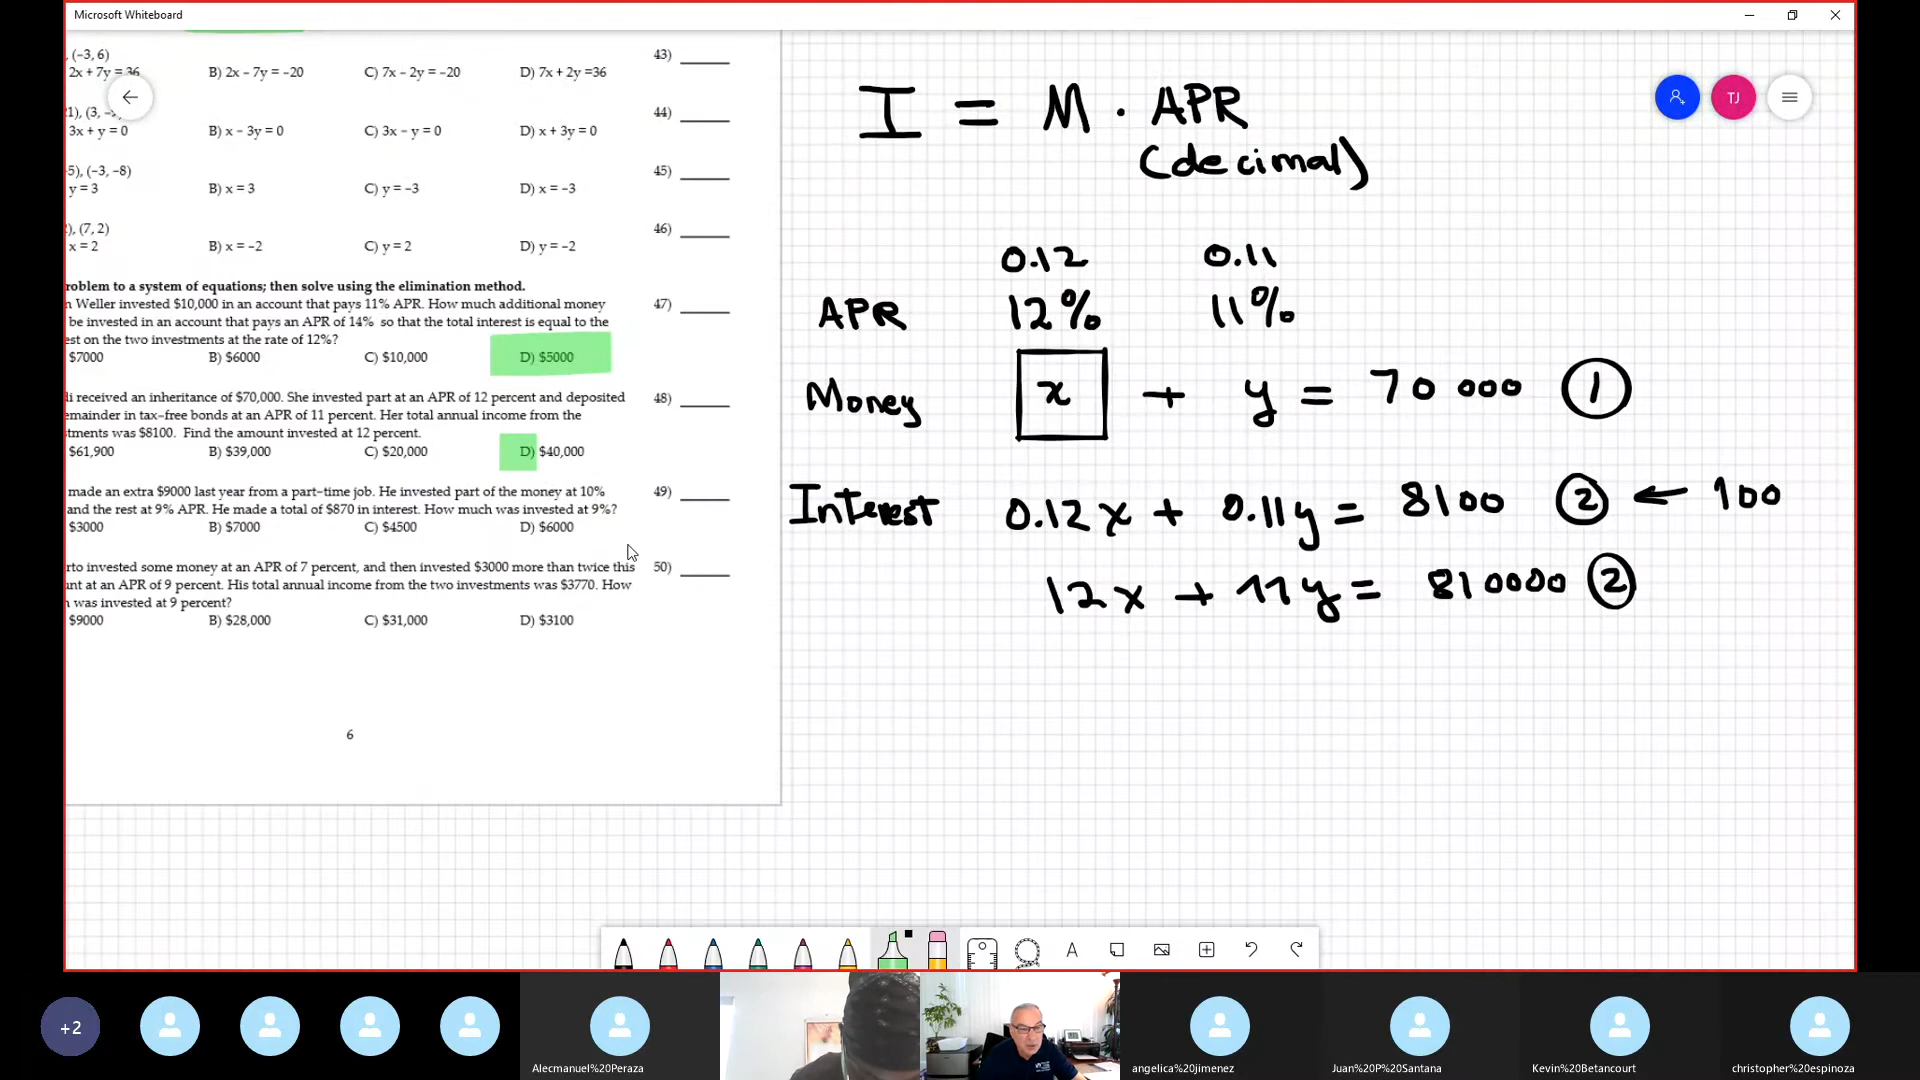 Microsoft Whiteboard
, (−3, 6)
2x + 7y = 36 B) 2x − 7y = −20 C) 7x − 2y = −20 D) 7x + 2y =36
43) ______
3x + y = 0 B) x − 3y = 0 C) 3x − y = 0 D) x + 3y = 0
44) ______
−5), (−3, −8)
y = 3 B) x = 3 C) y = −3 D) x = −3
45) ______
), (7, 2)
x = 2 B) x = −2 C) y = 2 D) y = −2
46) ______
roblem to a system of equations; then solve using the elimination method.
n Weller invested $10,000 in an account that pays 11% APR. How much additional money
be invested in an account that pays an APR of 14% so that the total interest is equal to the
est on the two investments at the rate of 12%?
$7000 B) $6000 C) $10,000 D) $5000
47) ______
di received an inheritance of $70,000. She invested part at an APR of 12 percent and deposited
emainder in tax−free bonds at an APR of 11 percent. Her total annual income from the
tments was $8100. Find the amount invested at 12 percent.
$61,900 B) $39,000 C) $20,000 D) $40,000
48) ______
made an extra $9000 last year from a part−time job. He invested part of the money at 10%
and the rest at 9% APR. He made a total of $870 in interest. How much was invested at 9%?
$3000 B) $7000 C) $4500 D) $6000
49) ______
rto invested some money at an APR of 7 percent, and then invested $3000 more than twice this
unt at an APR of 9 percent. His total annual income from the two investments was $3770. How
was invested at 9 percent?
$9000 B) $28,000 C) $31,000 D) $3100
50) ______
6
I = M · APR
(decimal)
0.12 0.11
APR 12% 11%
Money x + y = 70 000 1
Interest 0.12x + 0.11y = 8100 2 ← 100
12x + 11y = 810000 2
TJ
A
+2
Alecmanuel%20Peraza
angelica%20jimenez
Juan%20P%20Santana
Kevin%20Betancourt
christopher%20espinoza